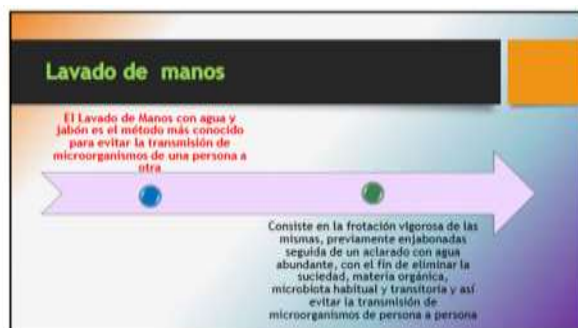 Lavado de manos
El Lavado de Manos con agua y
jabón es el método más conocido
para evitar la transmisión de
microorganismos de una persona a
otra
Consiste en la frotación vigorosa de las
mismas, previamente enjabonadas
seguida de un aclarado con agua
abundante, con el fin de eliminar la
suciedad, materia orgánica,
microbiota habitual y transitoria y así
evitar la transmisión de
microorganismos de persona a persona